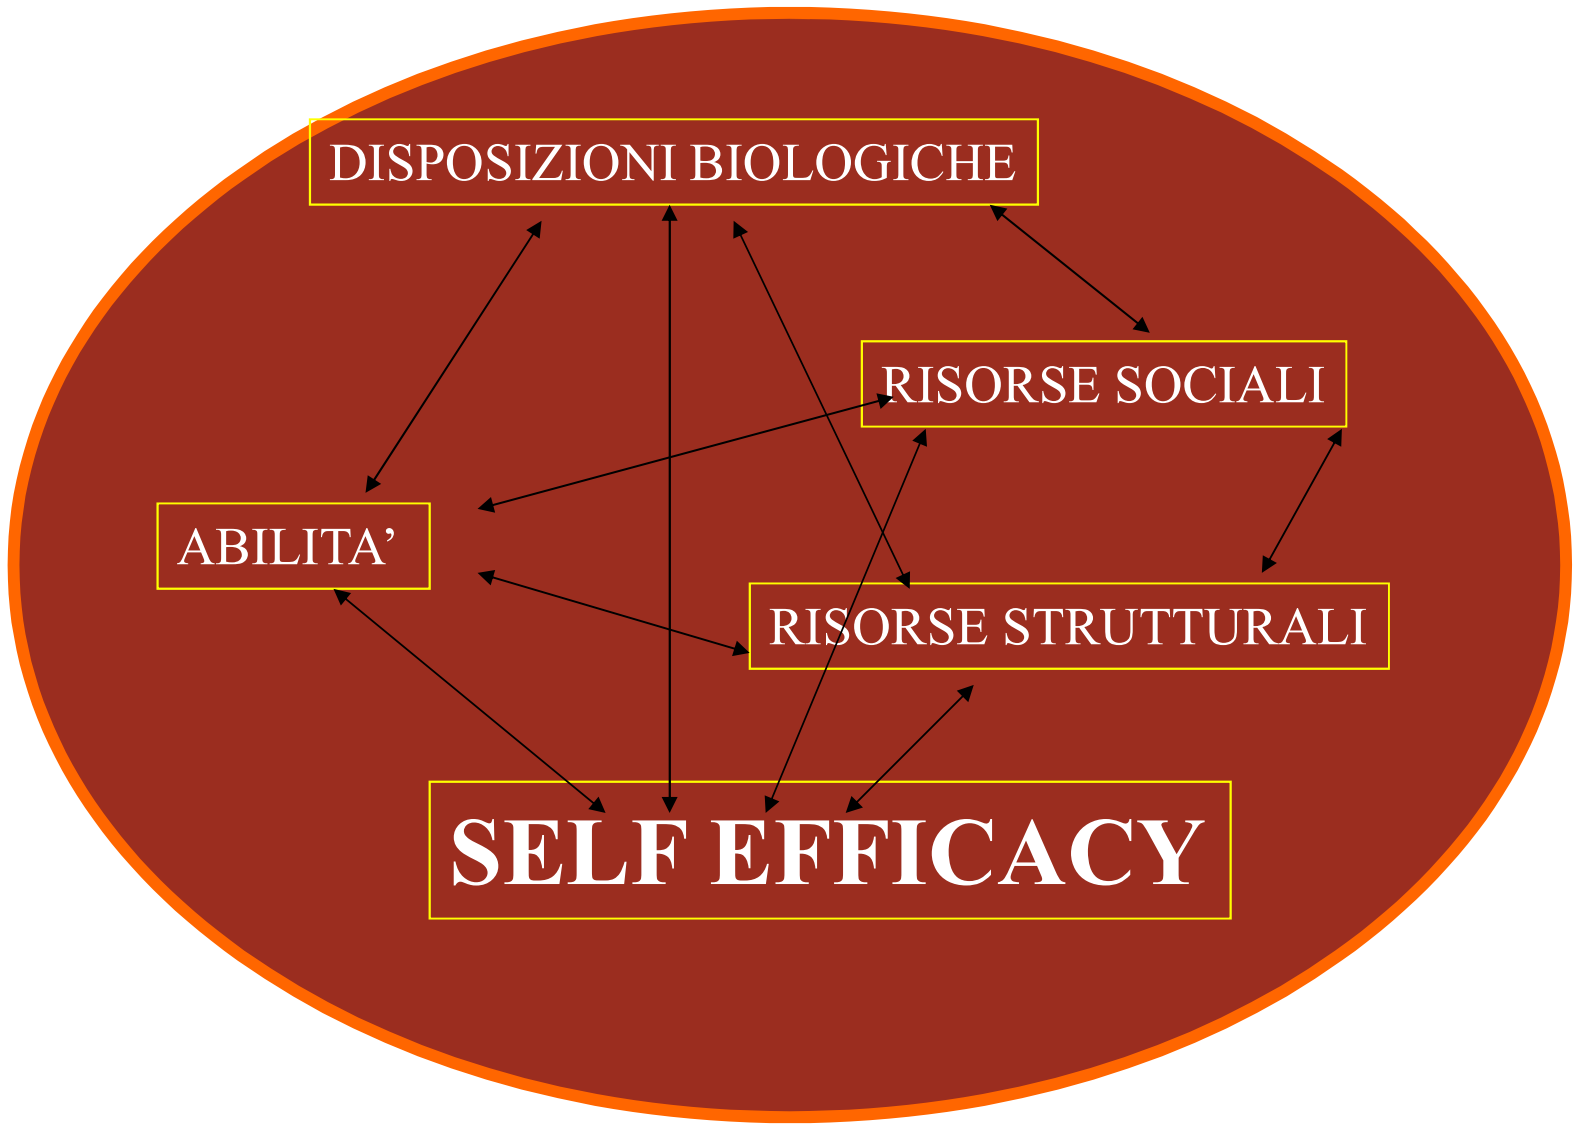 DISPOSIZIONI BIOLOGICHE
RISORSE SOCIALI
ABILITA’
RISORSE STRUTTURALI
SELF EFFICACY